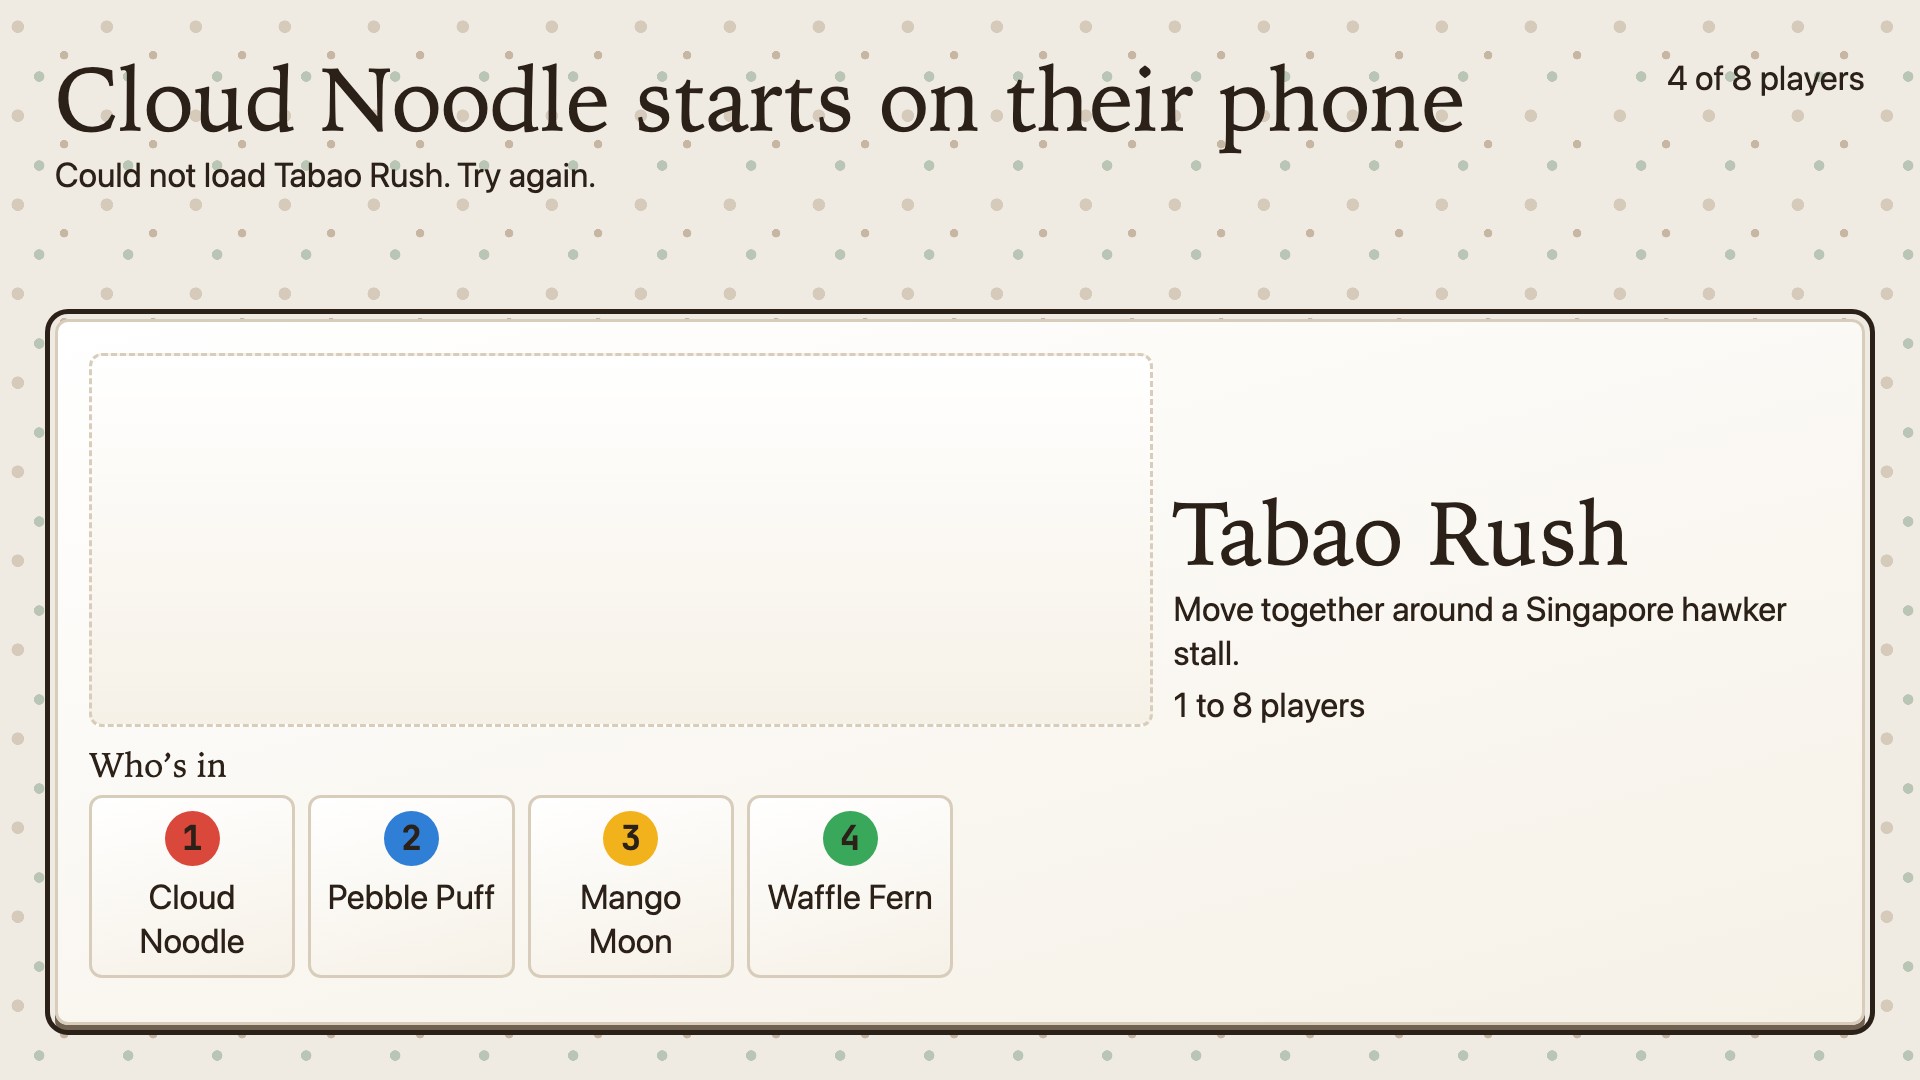 Cloud Noodle starts on their phone
4 of 8 players
Could not load Tabao Rush. Try again.
Tabao Rush
Move together around a Singapore hawker
stall.
1 to 8 players
Who’s in
1
Cloud
Noodle
2
Pebble Puff
3
Mango
Moon
4
Waffle Fern